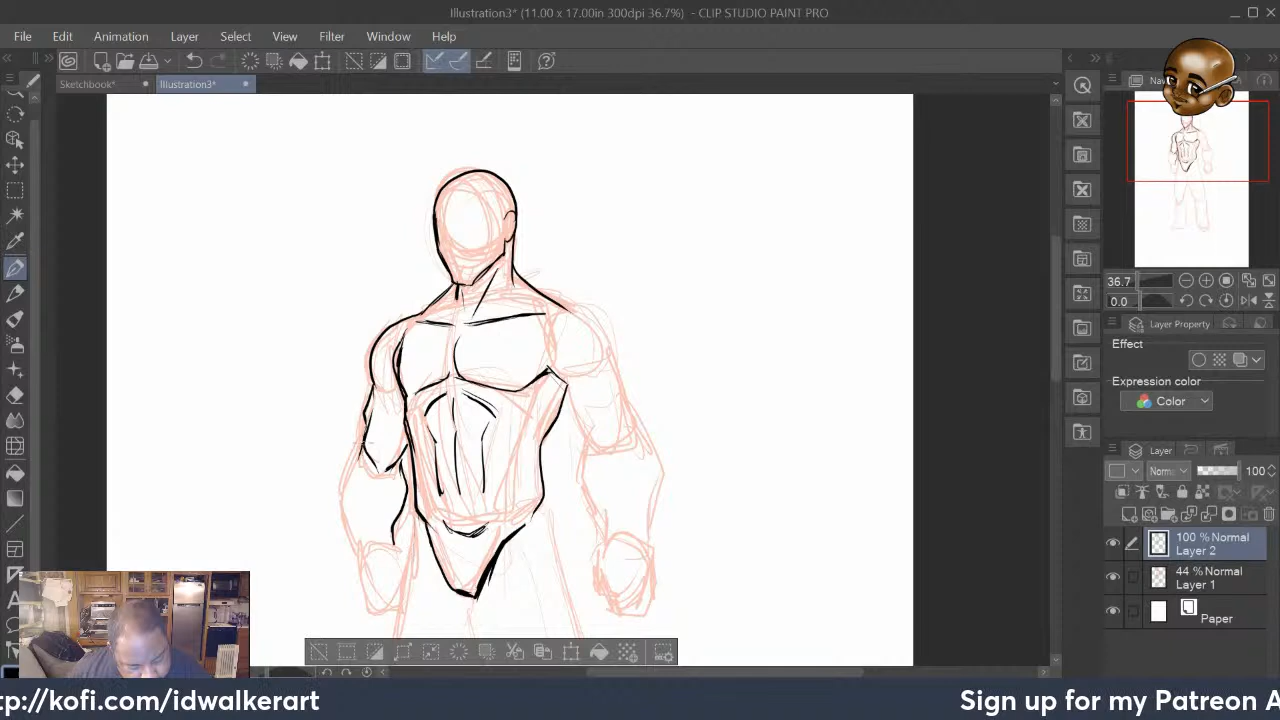 Illustration3* (11.00 x 17.00in 300dpi 36.7%) - CLIP STUDIO PAINT PRO
File Edit Animation Layer Select View Filter Window Help
Sketchbook* Illustration3*
36.7
0.0
Layer Property
Effect
Expression color
Color
Layer
100
100 % Normal
Layer 2
44 % Normal
Layer 1
Paper
tp://kofi.com/idwalkerart
Sign up for my Patreon A